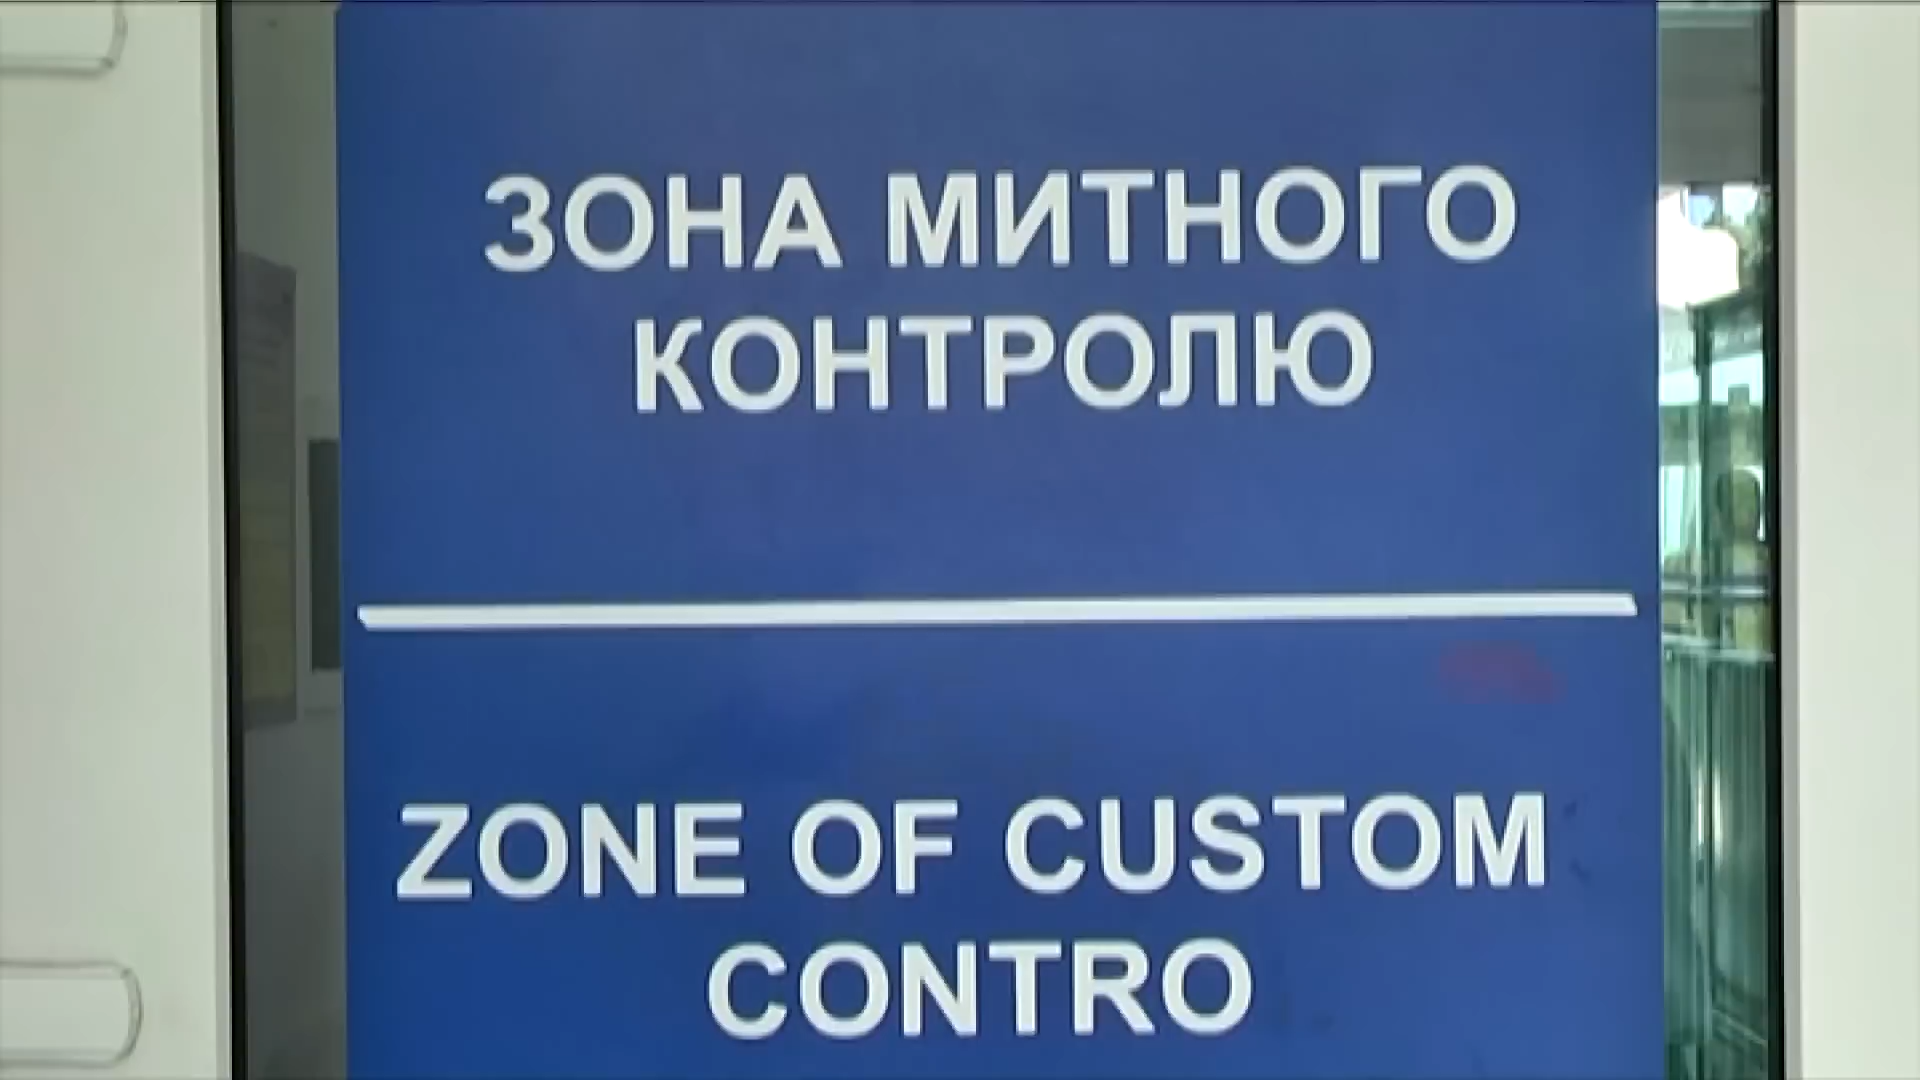 ЗОНА МИТНОГО
КОНТРОЛЮ
ZONE OF CUSTOM
CONTRO